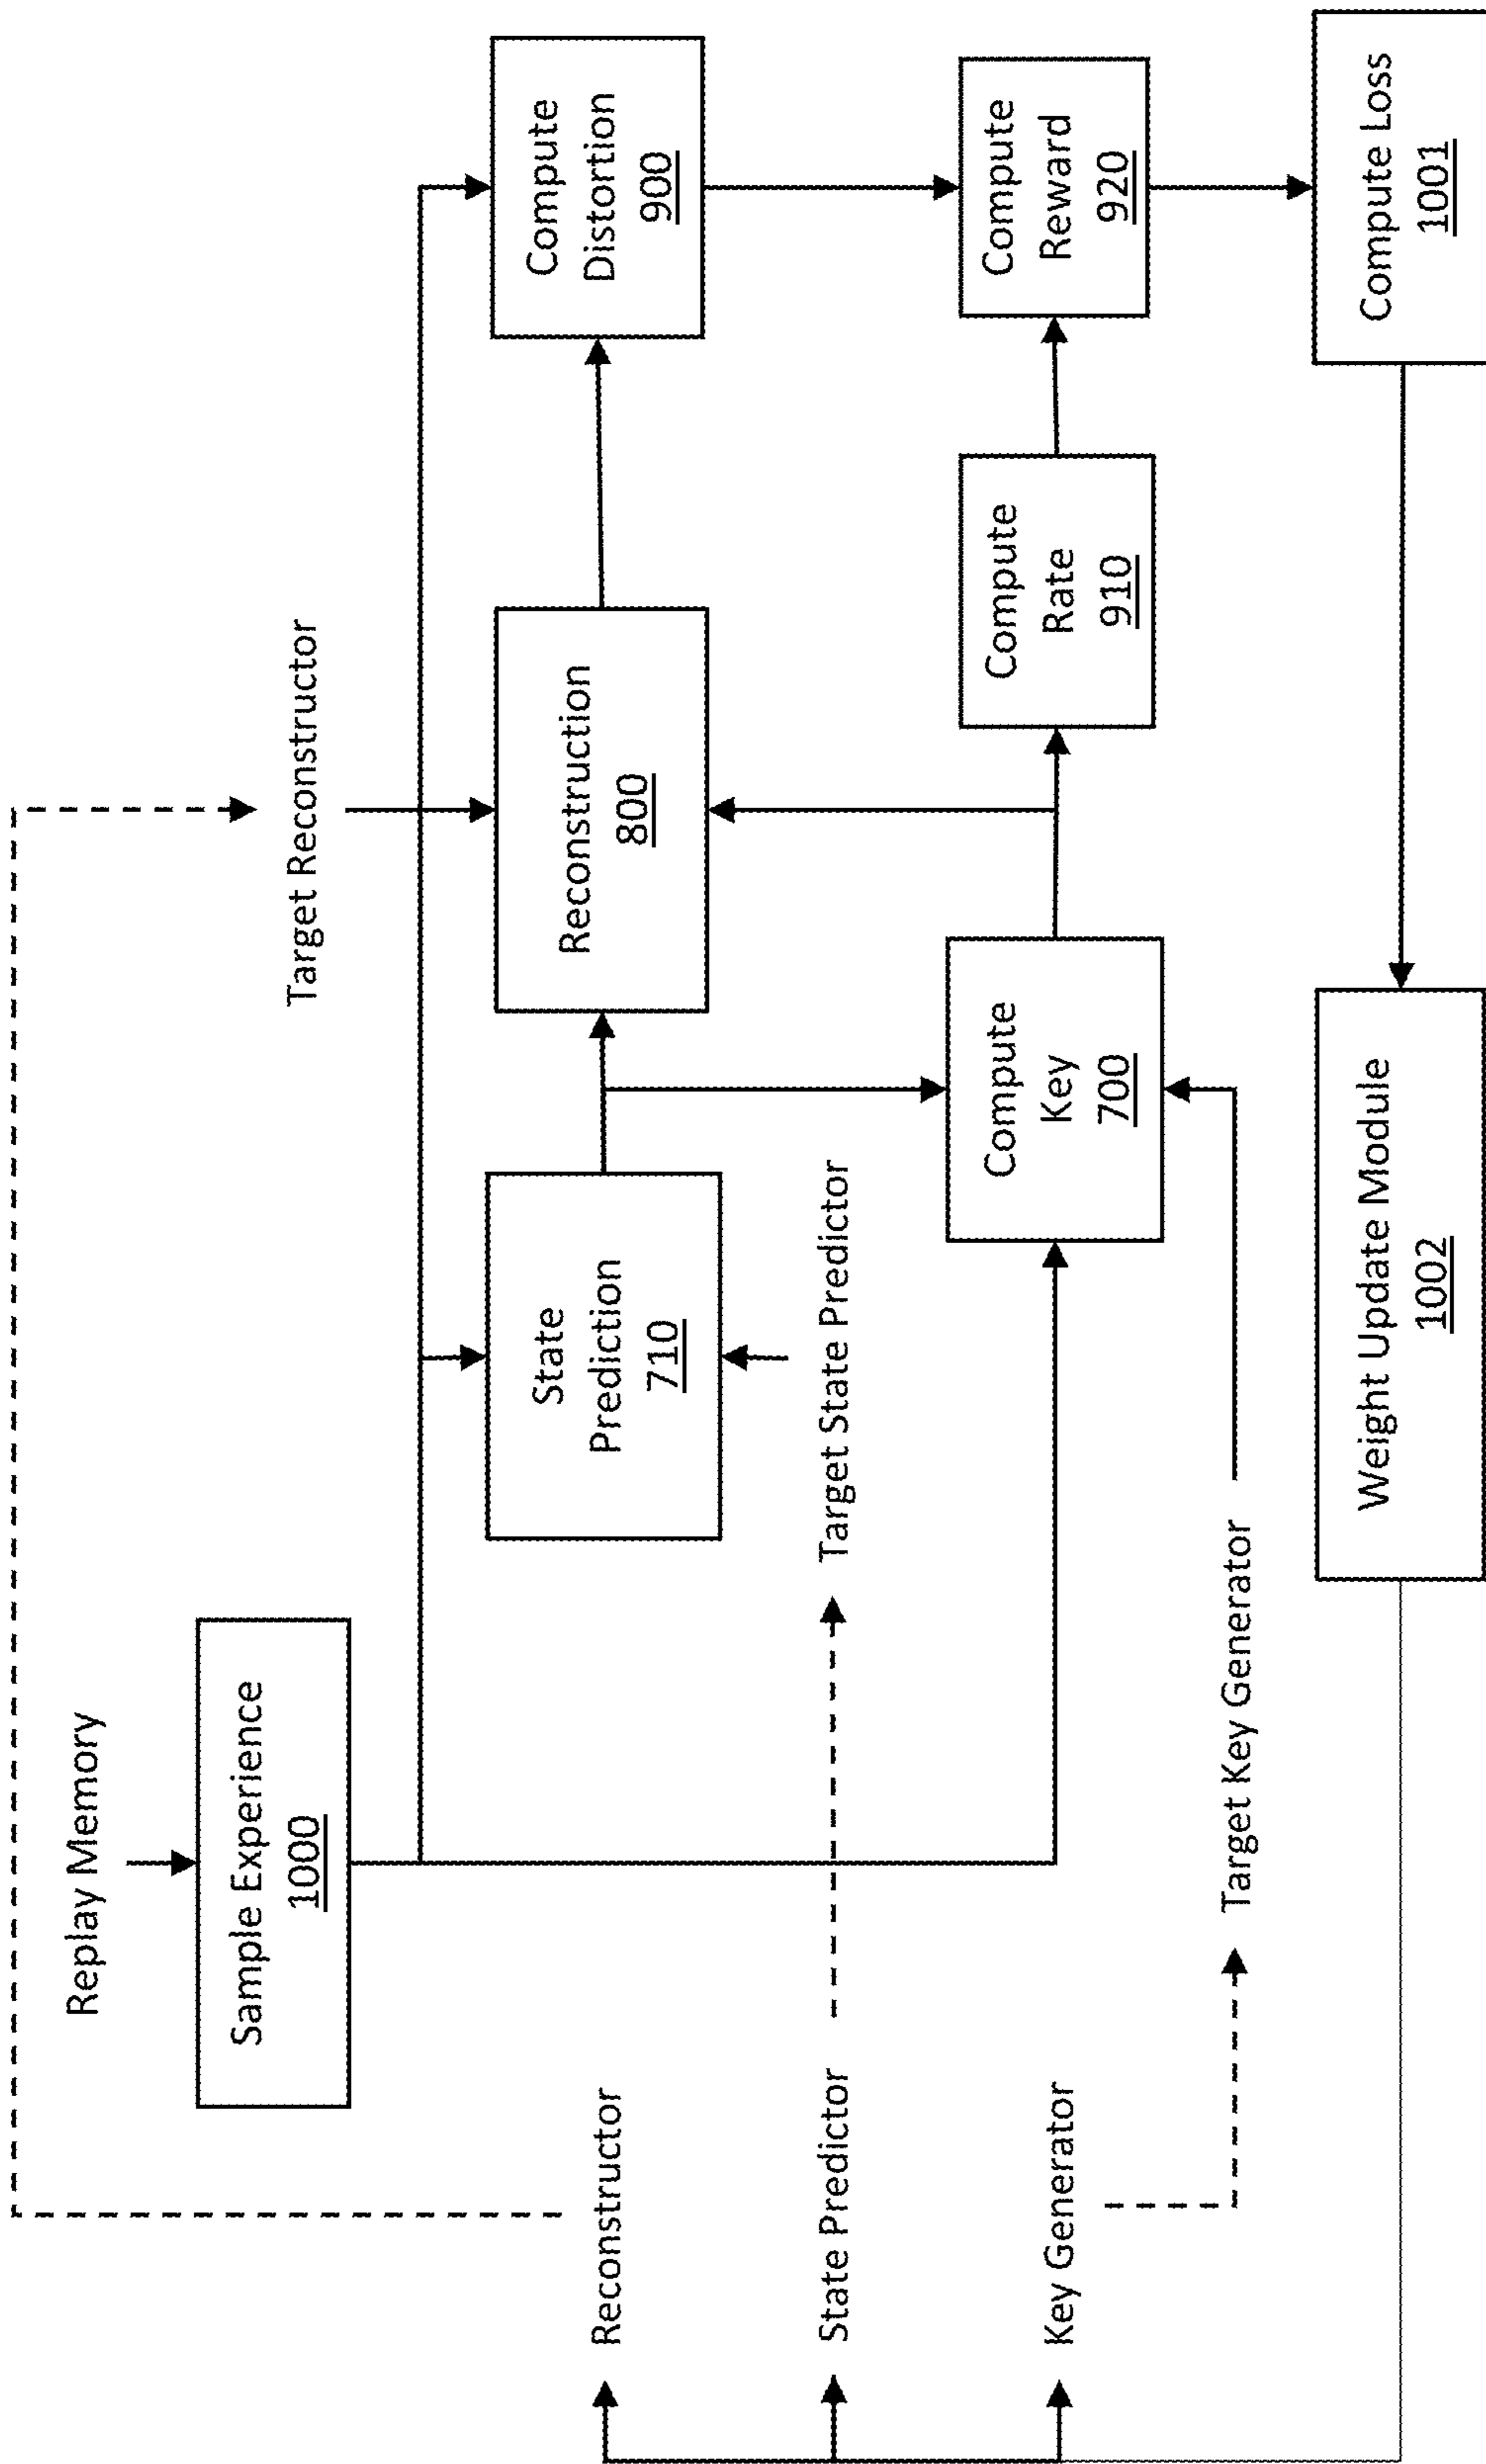 Replay Memory
Sample Experience
1000
Target Reconstructor
Reconstructor
State
Prediction
710
Reconstruction
800
Compute
Distortion
900
State Predictor
Target State Predictor
Key Generator
Compute
Key
700
Compute
Rate
910
Compute
Reward
920
Target Key Generator
Weight Update Module
1002
Compute Loss
1001